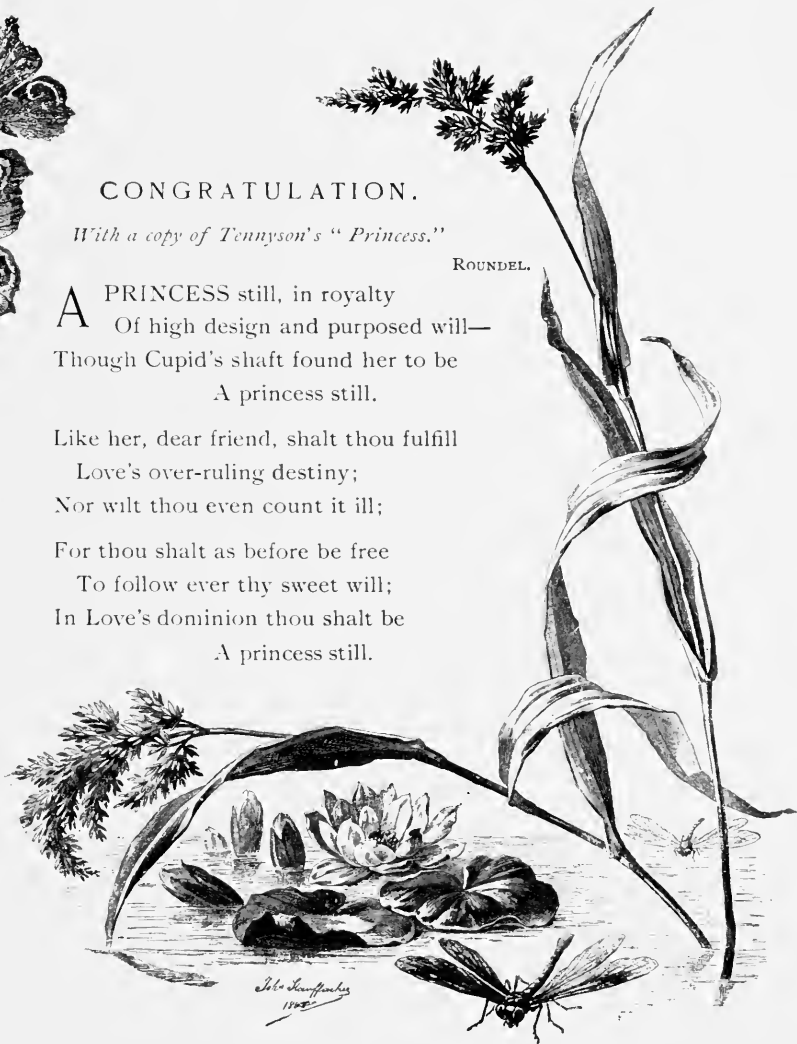 CONGRATULATION.
With a copy of Tennyson's “ Princess.”
ROUNDEL.
A PRINCESS still, in royalty
Of high design and purposed will—
Though Cupid's shaft found her to be
A princess still.
Like her, dear friend, shalt thou fulfill
Love's over-ruling destiny;
Nor wilt thou even count it ill;
For thou shalt as before be free
To follow ever thy sweet will;
In Love's dominion thou shalt be
A princess still.
John